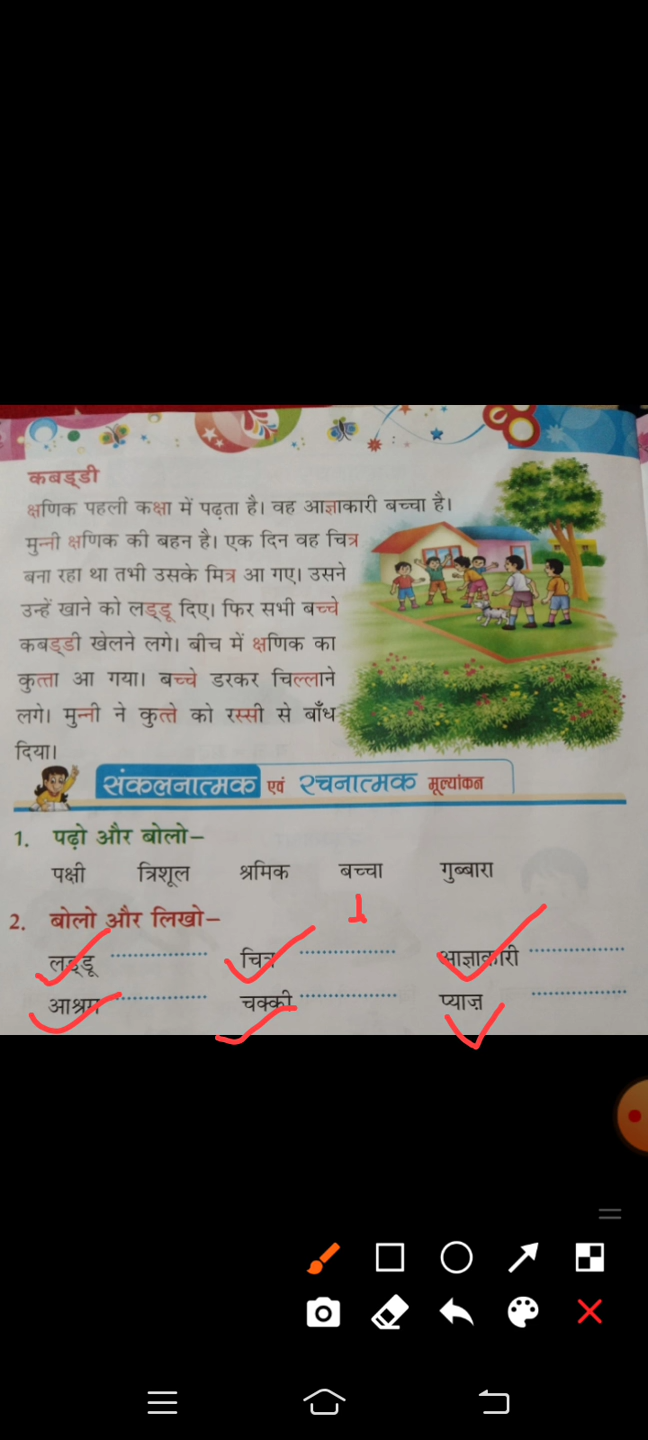 कबड्डी
क्षणिक पहली कक्षा में पढ़ता है। वह आज्ञाकारी बच्चा है।
मुन्नी क्षणिक की बहन है। एक दिन वह चित्र
बना रहा था तभी उसके मित्र आ गए। उसने
उन्हें खाने को लड्डू दिए। फिर सभी बच्चे
कबड्डी खेलने लगे। बीच में क्षणिक का
कुत्ता आ गया। बच्चे डरकर चिल्लाने
लगे। मुन्नी ने कुत्ते को रस्सी से बाँध
दिया।
संकलनात्मक एवं रचनात्मक मूल्यांकन
1. पढ़ो और बोलो–
पक्षी त्रिशूल श्रमिक बच्चा गुब्बारा
2. बोलो और लिखो– 1
लड्डू .................. चित्र .................. आज्ञाकारी ..................
आश्रम .................. चक्की .................. प्याज़ ..................